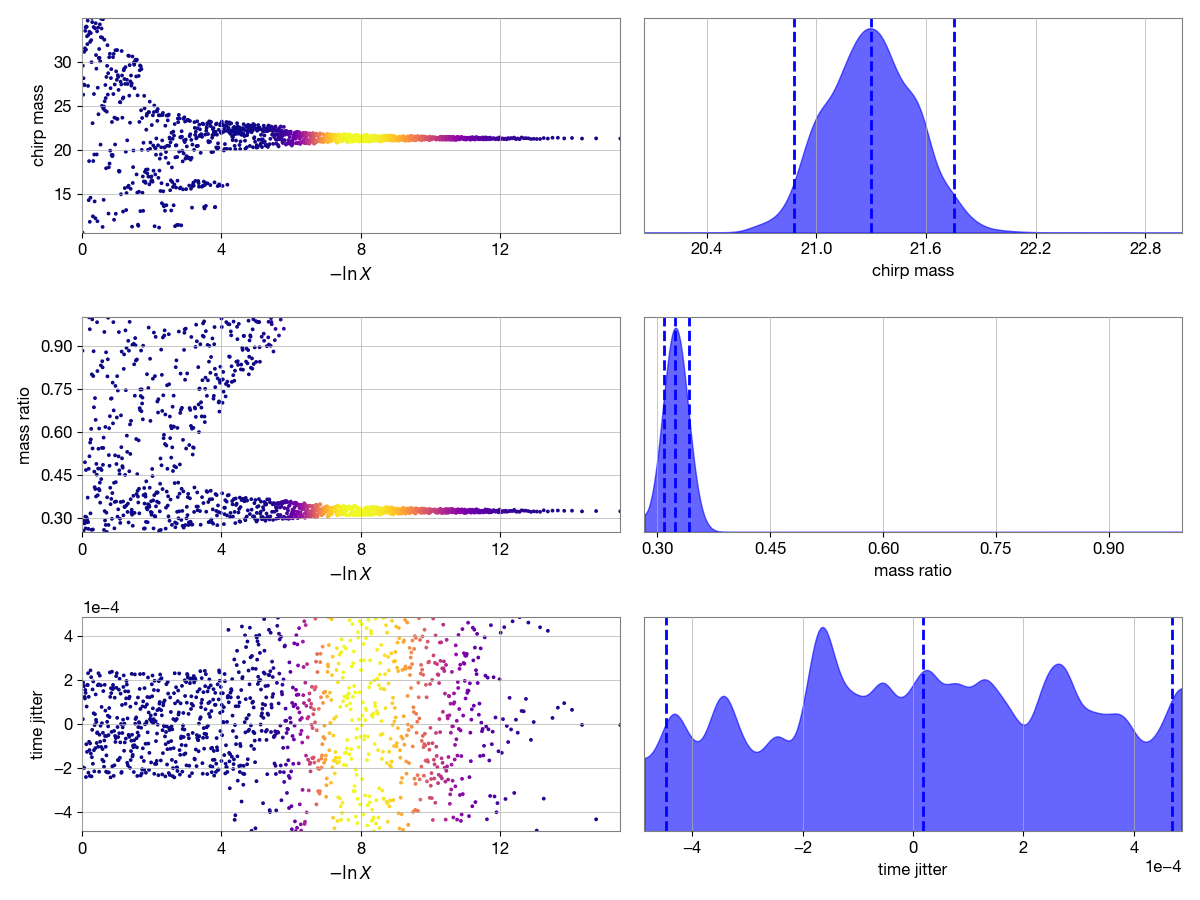 30
25
20
15
chirp mass
0 4 8 12
−ln X
20.4 21.0 21.6 22.2 22.8
chirp mass
0.90
0.75
0.60
0.45
0.30
mass ratio
0 4 8 12
−ln X
0.30 0.45 0.60 0.75 0.90
mass ratio
1e−4
4
2
0
−2
−4
time jitter
0 4 8 12
−ln X
−4 −2 0 2 4
1e−4
time jitter